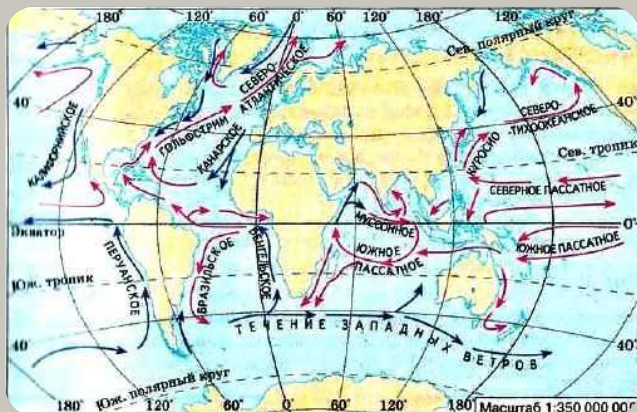 180° 120° 60° 0° 60° 120° 180°
Сев. полярный круг
СЕВЕРО-
АТЛАНТИЧЕСКОЕ
40°
40°
КАЛИФОРНИЙСКОЕ
ГОЛЬФСТРИМ
КАНАРСКОЕ
КУРОСИО
СЕВЕРО-
ТИХООКЕАНСКОЕ
Сев. тропик
СЕВЕРНОЕ ПАССАТНОЕ
МУССОННОЕ
0°
Экватор
ПЕРУАНСКОЕ
БРАЗИЛЬСКОЕ
БЕНГЕЛЬСКОЕ
ЮЖНОЕ
ПАССАТНОЕ
ЮЖНОЕ ПАССАТНОЕ
Юж. тропик
ТЕЧЕНИЕ ЗАПАДНЫХ ВЕТРОВ
40°
40°
Юж. полярный круг
180° 120° 60° 0° 60° 120° 180°
Масштаб 1:350 000 000